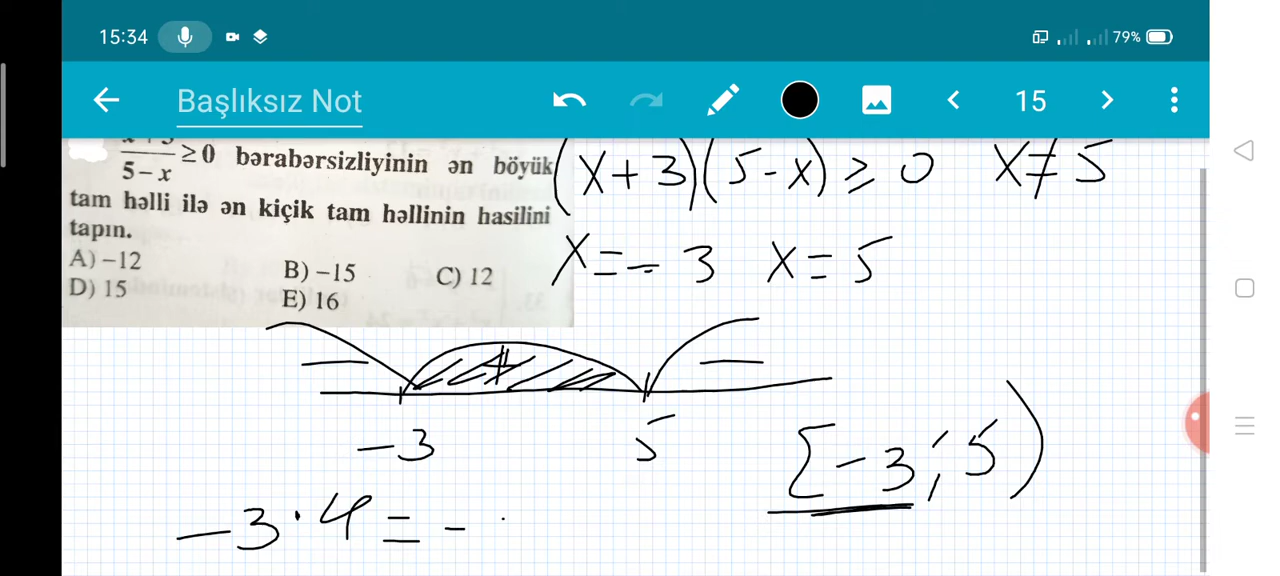 15:34 79%
Başlıksız Not 15
x+3
5-x ≥0 bərabərsizliyinin ən böyük
tam həlli ilə ən kiçik tam həllinin hasilini
tapın.
A) -12 B) -15 C) 12
D) 15 E) 16
(x+3)(5-x) ≥ 0 x≠5
x=-3 x=5
- + -
-3 5
[-3; 5)
-3·4=-